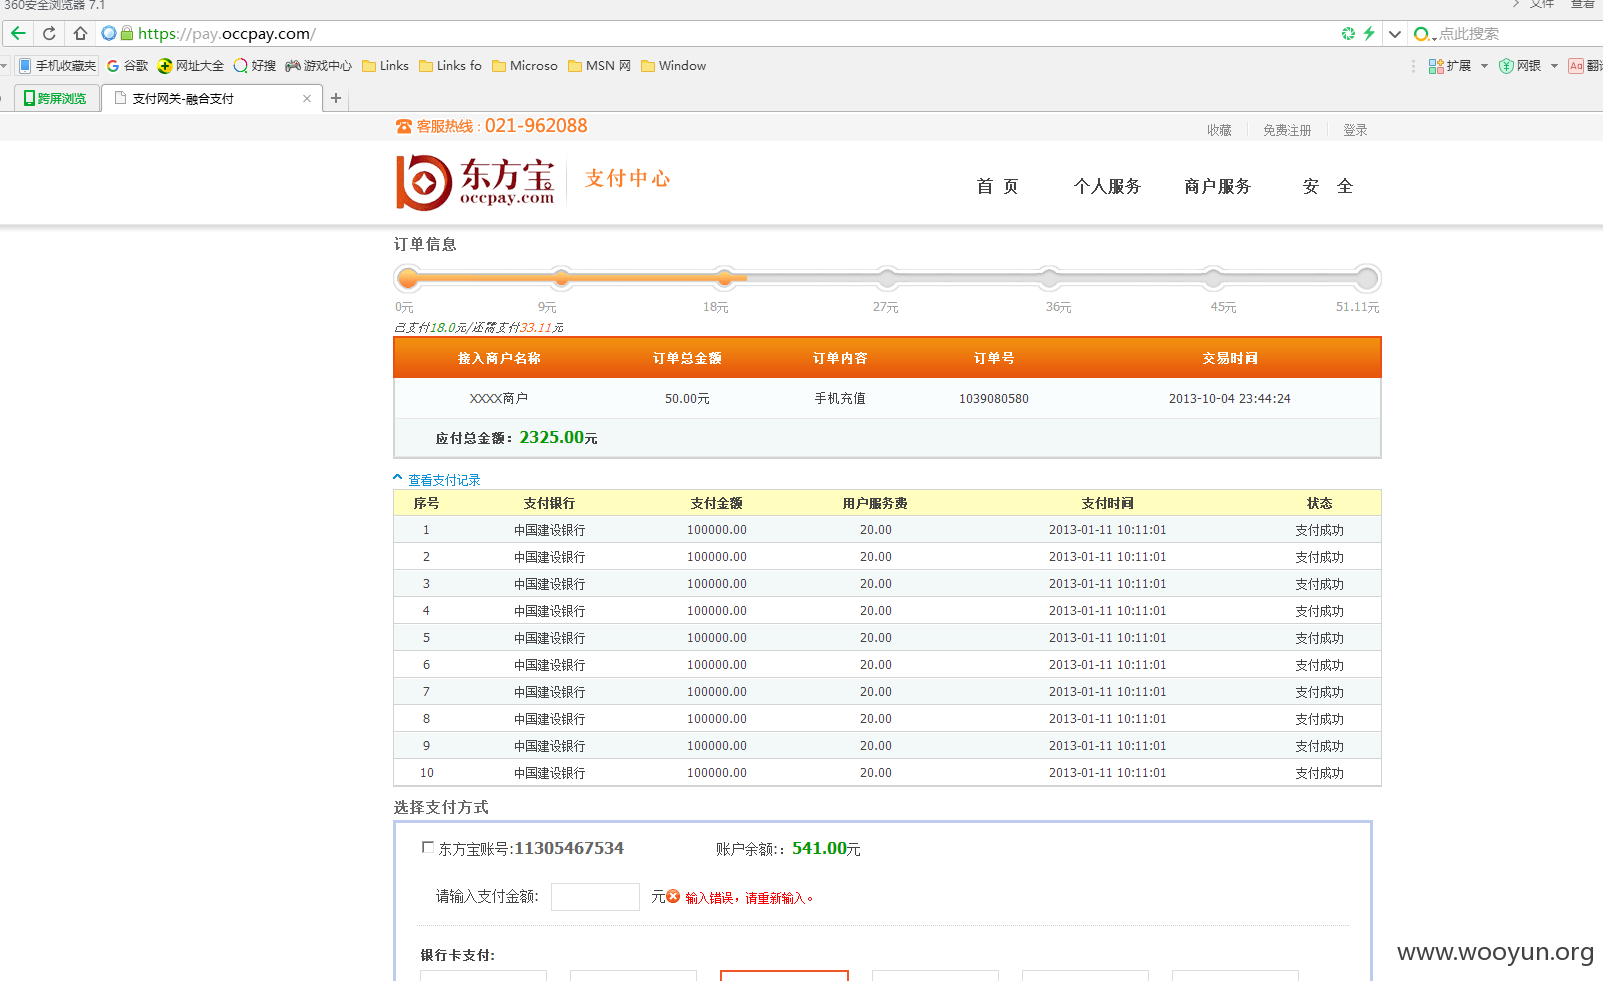 360安全浏览器 7.1
文件 查看
https://pay.occpay.com/
点此搜索
手机收藏夹 谷歌 网址大全 好搜 游戏中心 Links Links fo Microso MSN 网 Window
扩展 网银 翻译
跨屏浏览 支付网关-融合支付
客服热线：021-962088
收藏 免费注册 登录
东方宝 支付中心
occpay.com
首 页 个人服务 商户服务 安 全
订单信息
0元 9元 18元 27元 36元 45元 51.11元
已支付18.0元/还需支付33.11元
接入商户名称 订单总金额 订单内容 订单号 交易时间
XXXX商户 50.00元 手机充值 1039080580 2013-10-04 23:44:24
应付总金额：2325.00元
查看支付记录
序号 支付银行 支付金额 用户服务费 支付时间 状态
1 中国建设银行 100000.00 20.00 2013-01-11 10:11:01 支付成功
2 中国建设银行 100000.00 20.00 2013-01-11 10:11:01 支付成功
3 中国建设银行 100000.00 20.00 2013-01-11 10:11:01 支付成功
4 中国建设银行 100000.00 20.00 2013-01-11 10:11:01 支付成功
5 中国建设银行 100000.00 20.00 2013-01-11 10:11:01 支付成功
6 中国建设银行 100000.00 20.00 2013-01-11 10:11:01 支付成功
7 中国建设银行 100000.00 20.00 2013-01-11 10:11:01 支付成功
8 中国建设银行 100000.00 20.00 2013-01-11 10:11:01 支付成功
9 中国建设银行 100000.00 20.00 2013-01-11 10:11:01 支付成功
10 中国建设银行 100000.00 20.00 2013-01-11 10:11:01 支付成功
选择支付方式
东方宝账号:11305467534 账户余额:：541.00元
请输入支付金额: 元 输入错误，请重新输入。
银行卡支付:
www.wooyun.org